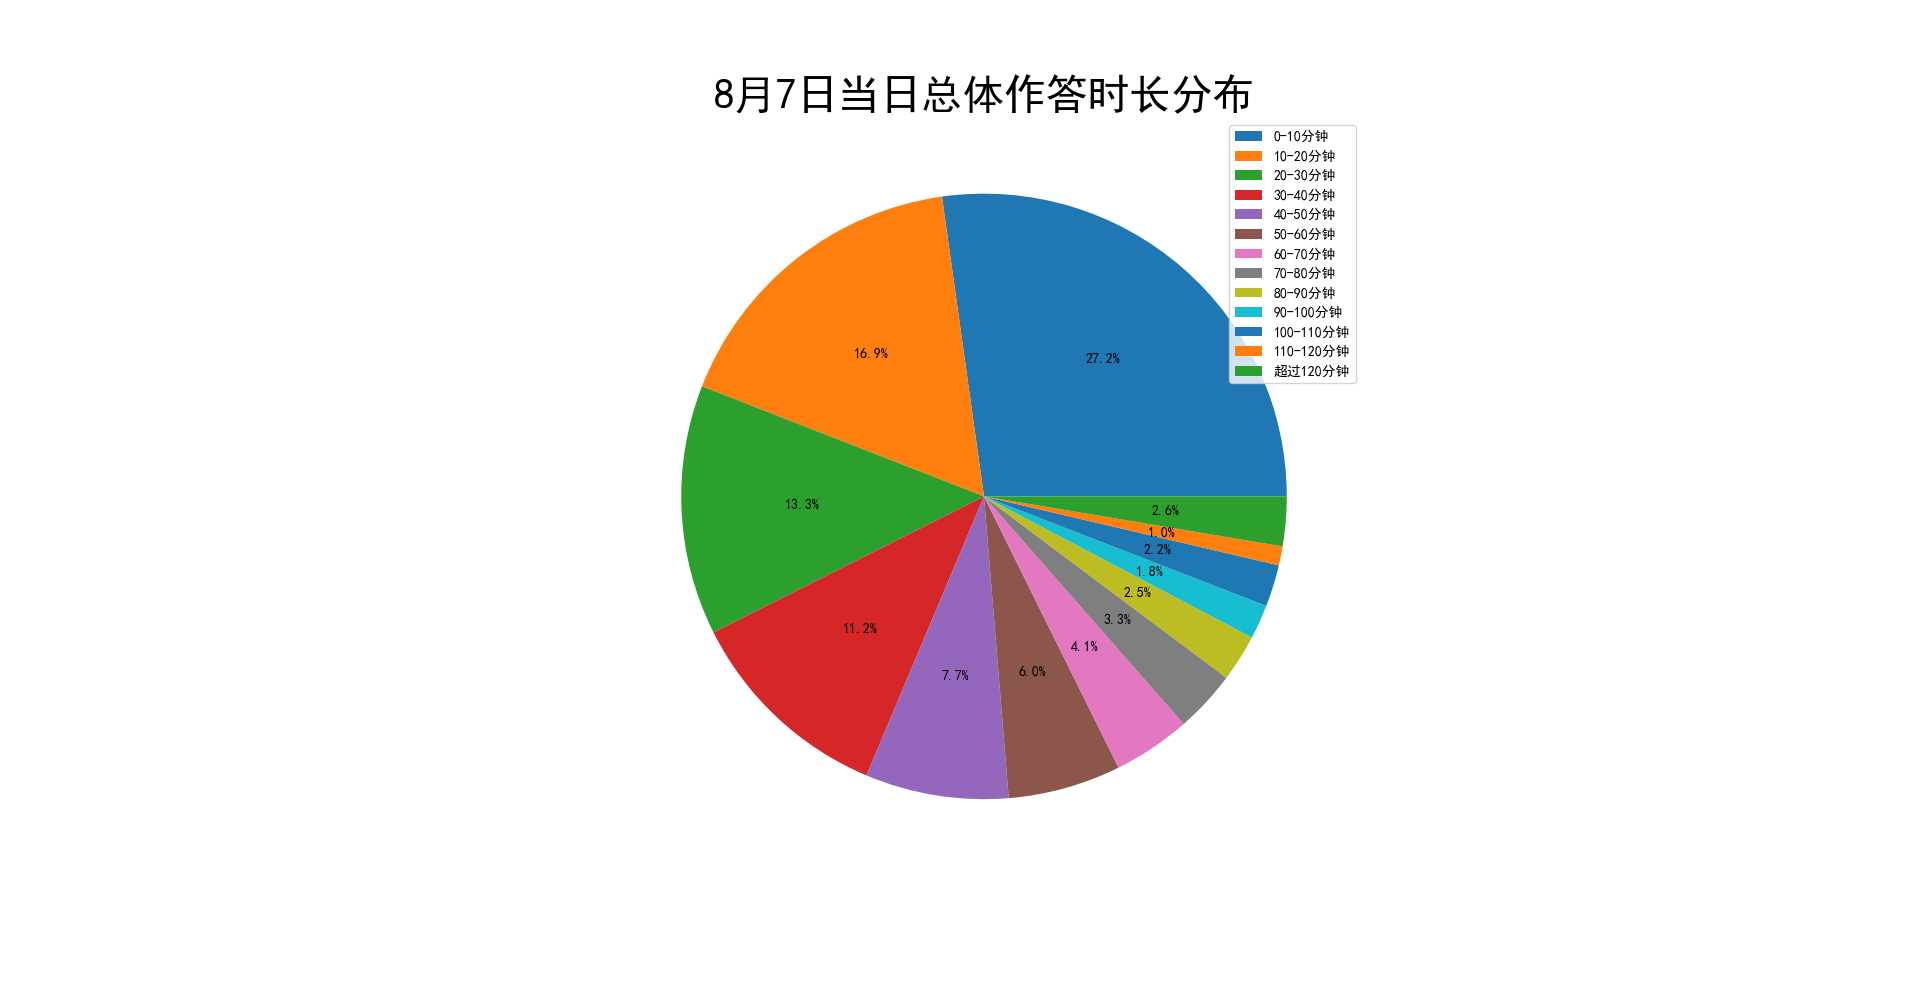 8月7日当日总体作答时长分布
0-10分钟
10-20分钟
20-30分钟
30-40分钟
40-50分钟
50-60分钟
60-70分钟
70-80分钟
80-90分钟
90-100分钟
100-110分钟
110-120分钟
超过120分钟
27.2%
16.9%
13.3%
11.2%
7.7%
6.0%
4.1%
3.3%
2.5%
1.8%
2.2%
1.0%
2.6%